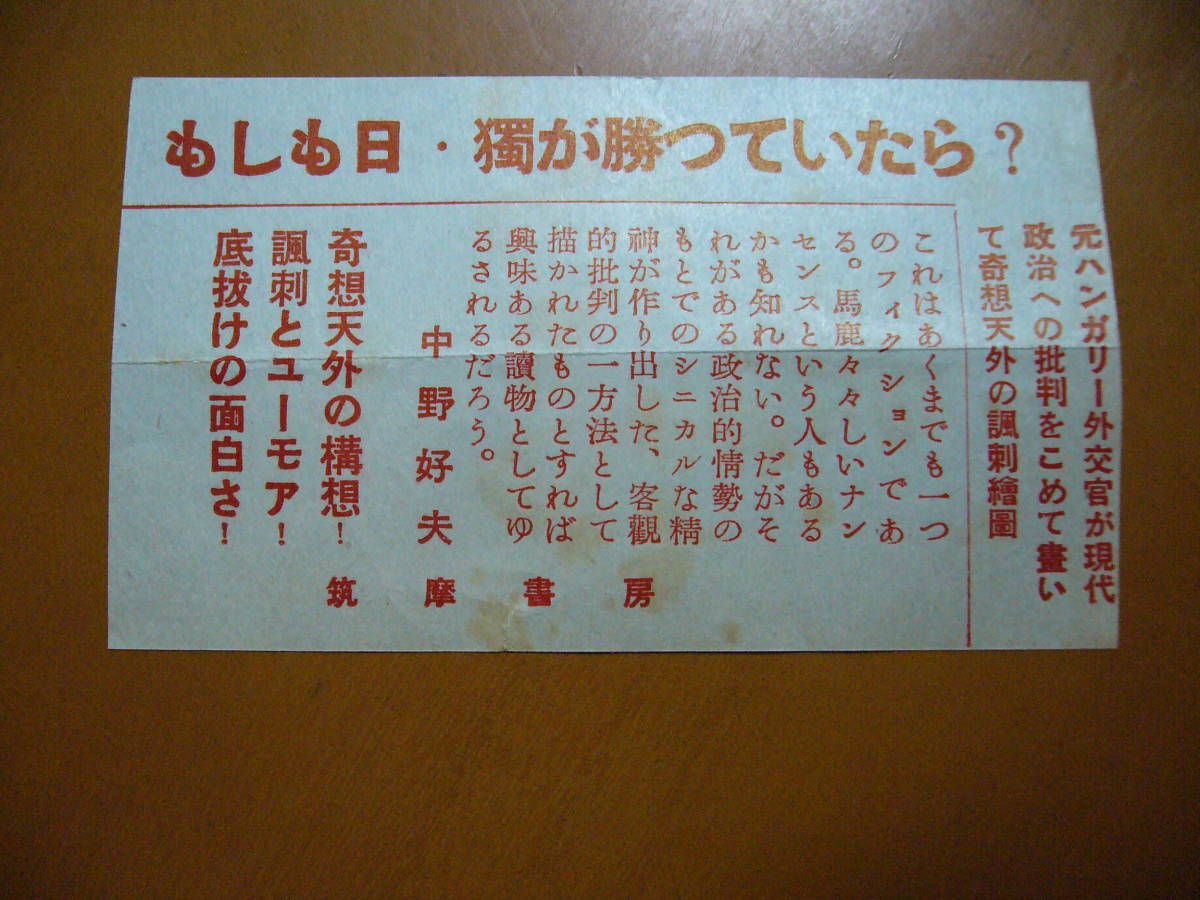 もしも日・獨が勝つていたら?
元ハンガリー外交官が現代
政治への批判をこめて畫い
て奇想天外の諷刺繪圖
これはあくまでも一つ
のフィクションであ
る。馬鹿々々しいナン
センスという人もある
かも知れない。だがそ
れがある政治的情勢の
もとでのシニカルな精
神が作り出した、客觀
的批判の一方法として
描かれたものとすれば
興味ある讀物としてゆ
るされるだろう。
中野好夫
奇想天外の構想!
諷刺とユーモア!
底拔けの面白さ!
筑摩書房